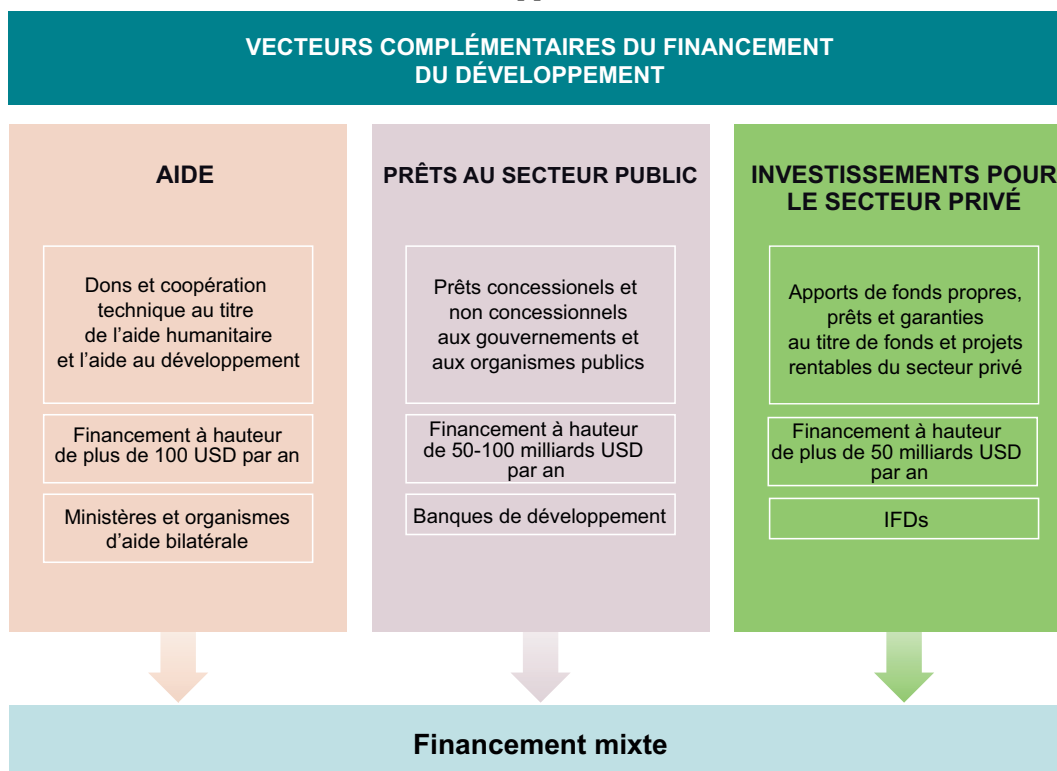 VECTEURS COMPLÉMENTAIRES DU FINANCEMENT
DU DÉVELOPPEMENT
AIDE
Dons et coopération
technique au titre
de l'aide humanitaire
et l'aide au développement
Financement à hauteur
de plus de 100 USD par an
Ministères et organismes
d'aide bilatérale
PRÊTS AU SECTEUR PUBLIC
Prêts concessionels et
non concessionnels
aux gouvernements et
aux organismes publics
Financement à hauteur
de 50-100 milliards USD
par an
Banques de développement
INVESTISSEMENTS POUR
LE SECTEUR PRIVÉ
Apports de fonds propres,
prêts et garanties
au titre de fonds et projets
rentables du secteur privé
Financement à hauteur
de plus de 50 milliards USD
par an
IFDs
Financement mixte